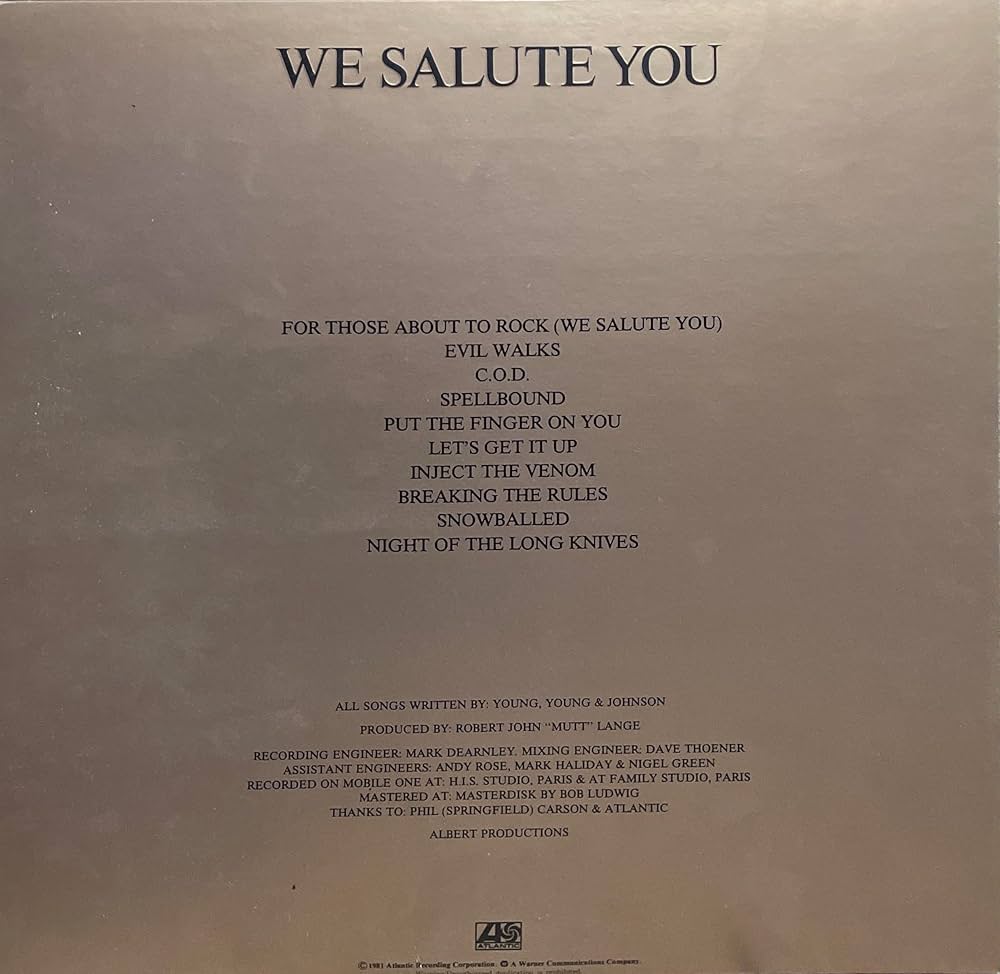 WE SALUTE YOU
FOR THOSE ABOUT TO ROCK (WE SALUTE YOU)
EVIL WALKS
C.O.D.
SPELLBOUND
PUT THE FINGER ON YOU
LET'S GET IT UP
INJECT THE VENOM
BREAKING THE RULES
SNOWBALLED
NIGHT OF THE LONG KNIVES
ALL SONGS WRITTEN BY: YOUNG, YOUNG & JOHNSON
PRODUCED BY: ROBERT JOHN "MUTT" LANGE
RECORDING ENGINEER: MARK DEARNLEY. MIXING ENGINEER: DAVE THOENER
ASSISTANT ENGINEERS: ANDY ROSE, MARK HALIDAY & NIGEL GREEN
RECORDED ON MOBILE ONE AT: H.I.S. STUDIO, PARIS & AT FAMILY STUDIO, PARIS
MASTERED AT: MASTERDISK BY BOB LUDWIG
THANKS TO: PHIL (SPRINGFIELD) CARSON & ATLANTIC
ALBERT PRODUCTIONS
ATLANTIC
© 1981 Atlantic Recording Corporation. A Warner Communications Company.